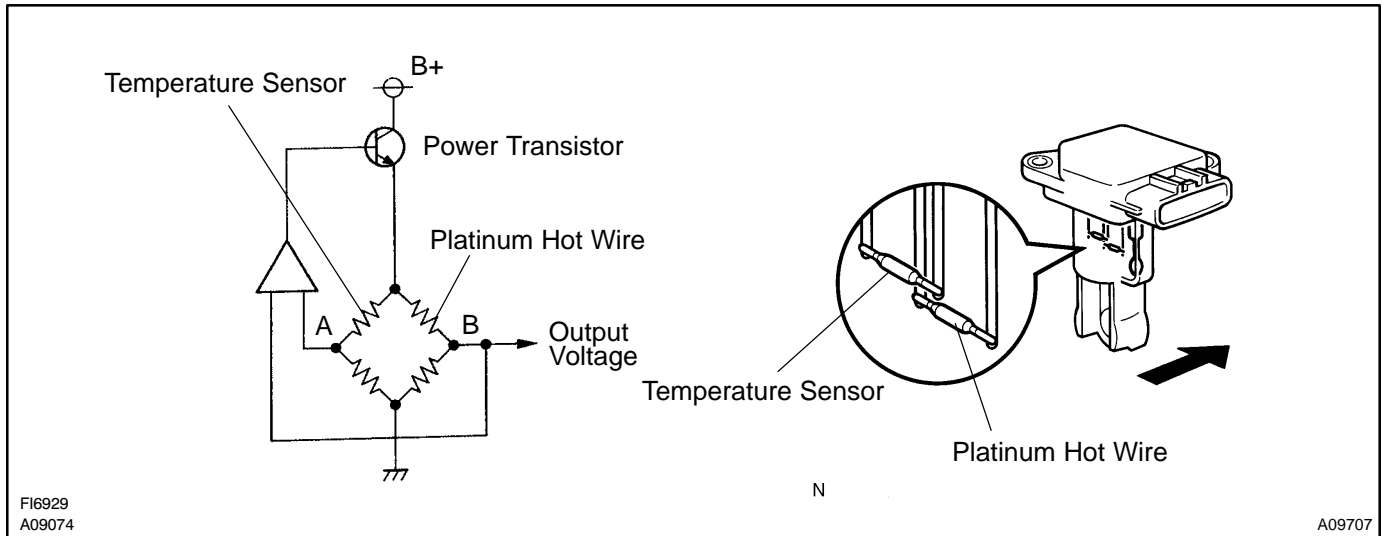 Temperature Sensor
B+
Power Transistor
Platinum Hot Wire
A
B
Output
Voltage
Temperature Sensor
Platinum Hot Wire
N
FI6929
A09074
A09707